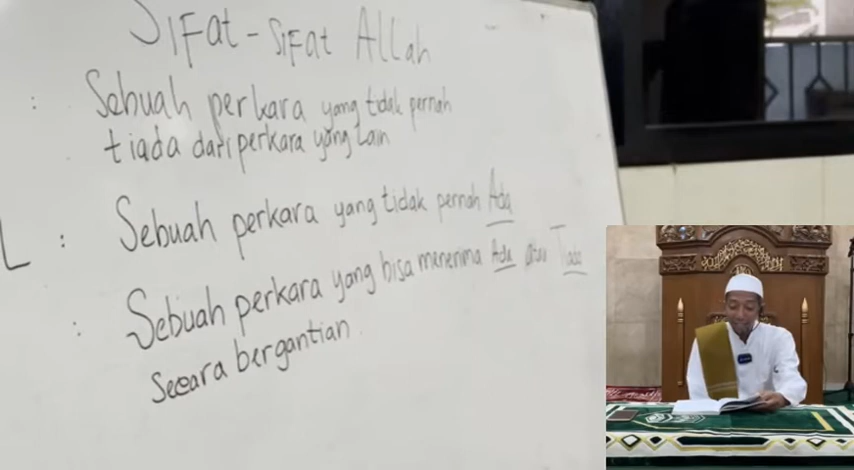 SIFat - SIFat Allah
: Sebuah perkara yang tidak pernah
tiada dari perkara yang Lain
L : Sebuah perkara yang tidak pernah Ada
: Sebuah perkara yang bisa menerima Ada atau Tiada
Secara bergantian